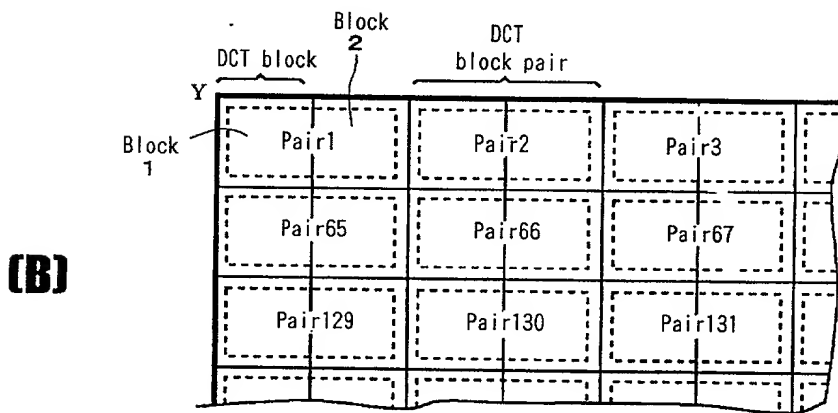 Block
2
DCT block
DCT
block pair
Y
Block
1
Pair1
Pair2
Pair3
(B)
Pair65
Pair66
Pair67
Pair129
Pair130
Pair131